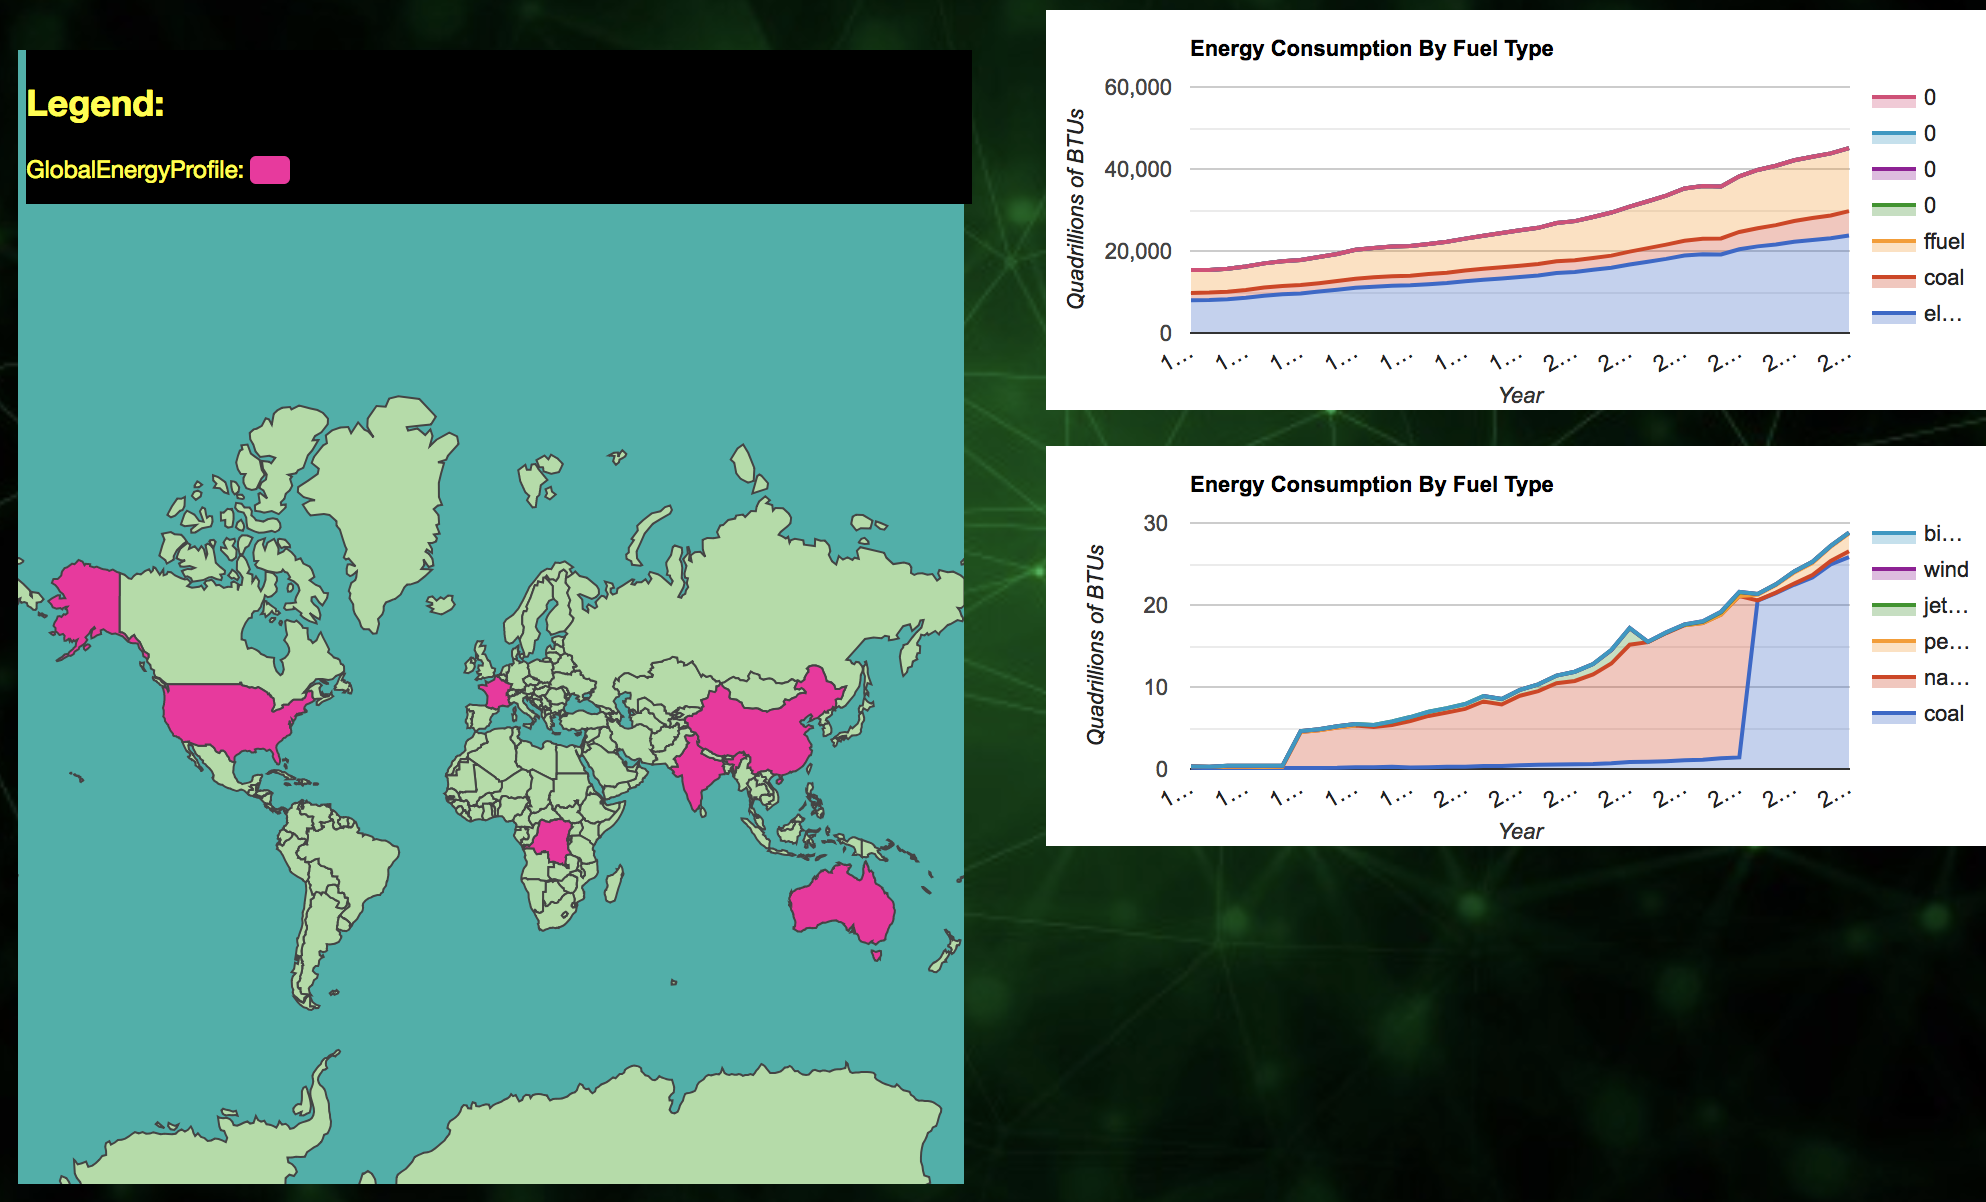 Legend:
GlobalEnergyProfile:
Energy Consumption By Fuel Type
Quadrillions of BTUs
60,000
40,000
20,000
0
1... 1... 1... 1... 1... 1... 1... 2... 2... 2... 2... 2... 2...
Year
0
0
0
0
ffuel
coal
el...
Energy Consumption By Fuel Type
Quadrillions of BTUs
30
20
10
0
1... 1... 1... 1... 1... 2... 2... 2... 2... 2... 2... 2... 2...
Year
bi...
wind
jet...
pe...
na...
coal